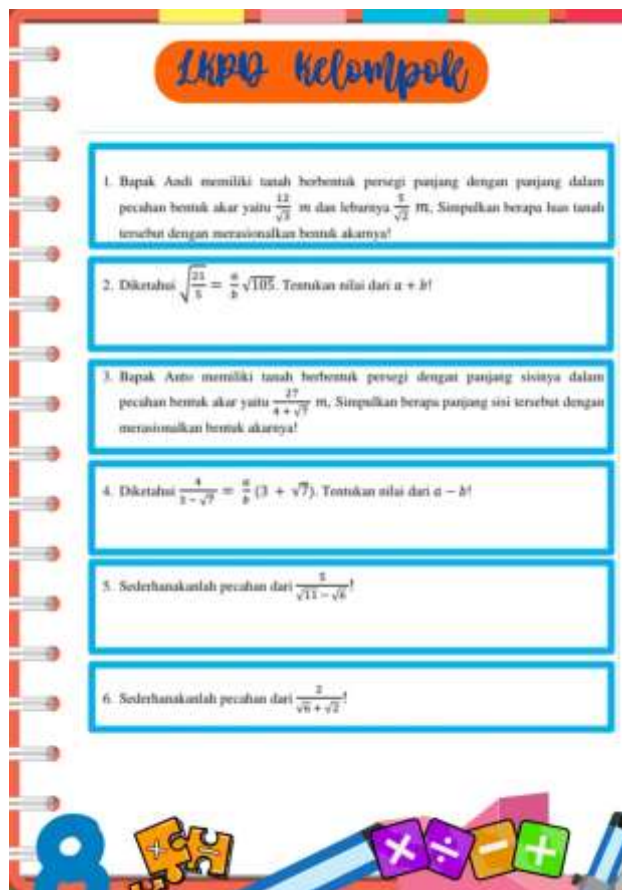 LKPD Kelompok
1. Bapak Andi memiliki tanah berbentuk persegi panjang dengan panjang dalam
pecahan bentuk akar yaitu 12/√3 m dan lebarnya 5/√2 m, Simpulkan berapa luas tanah
tersebut dengan merasionalkan bentuk akarnya!
2. Diketahui √(21/5) = a/b √105. Tentukan nilai dari a + b!
3. Bapak Anto memiliki tanah berbentuk persegi dengan panjang sisinya dalam
pecahan bentuk akar yaitu 27/(4 + √7) m, Simpulkan berapa panjang sisi tersebut dengan
merasionalkan bentuk akarnya!
4. Diketahui 4/(3 − √7) = a/b (3 + √7). Tentukan nilai dari a − b!
5. Sederhanakanlah pecahan dari 5/(√11 − √6)!
6. Sederhanakanlah pecahan dari 2/(√6 + √2)!